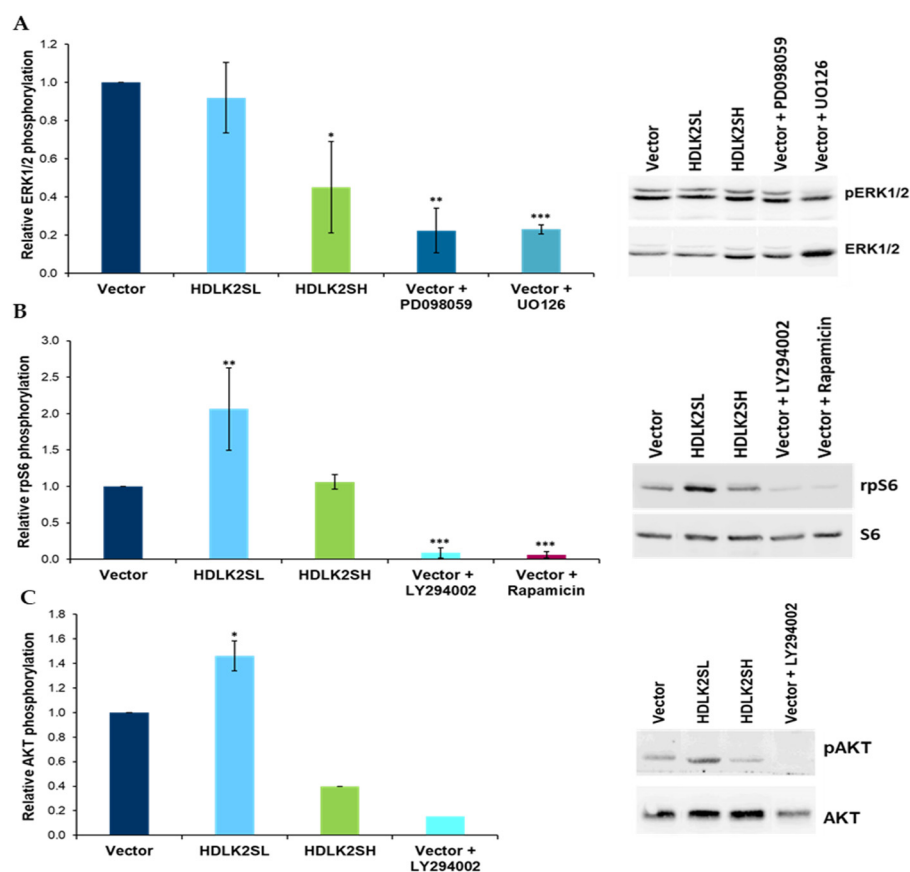 A
Relative ERK1/2 phosphorylation
1.2
1.0
0.8
0.6
0.4
0.2
0.0
*
**
***
Vector
HDLK2SL
HDLK2SH
Vector +
PD098059
Vector +
UO126
Vector
HDLK2SL
HDLK2SH
Vector + PD098059
Vector + UO126
pERK1/2
ERK1/2
B
Relative rpS6 phosphorylation
3.0
2.5
2.0
1.5
1.0
0.5
0.0
**
***
***
Vector
HDLK2SL
HDLK2SH
Vector +
LY294002
Vector +
Rapamicin
Vector
HDLK2SL
HDLK2SH
Vector + LY294002
Vector + Rapamicin
rpS6
S6
C
Relative AKT phosphorylation
1.6
1.4
1.2
1.0
0.8
0.6
0.4
0.2
0.0
*
Vector
HDLK2SL
HDLK2SH
Vector +
LY294002
Vector
HDLK2SL
HDLK2SH
Vector + LY294002
pAKT
AKT